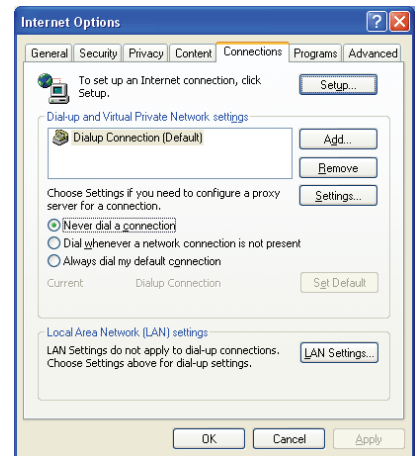 Internet Options
General Security Privacy Content Connections Programs Advanced
To set up an Internet connection, click
Setup.
Setup...
Dial-up and Virtual Private Network settings
Dialup Connection (Default)
Add...
Remove
Choose Settings if you need to configure a proxy
server for a connection.
Settings...
Never dial a connection
Dial whenever a network connection is not present
Always dial my default connection
Current Dialup Connection Set Default
Local Area Network (LAN) settings
LAN Settings do not apply to dial-up connections.
Choose Settings above for dial-up settings.
LAN Settings...
OK Cancel Apply